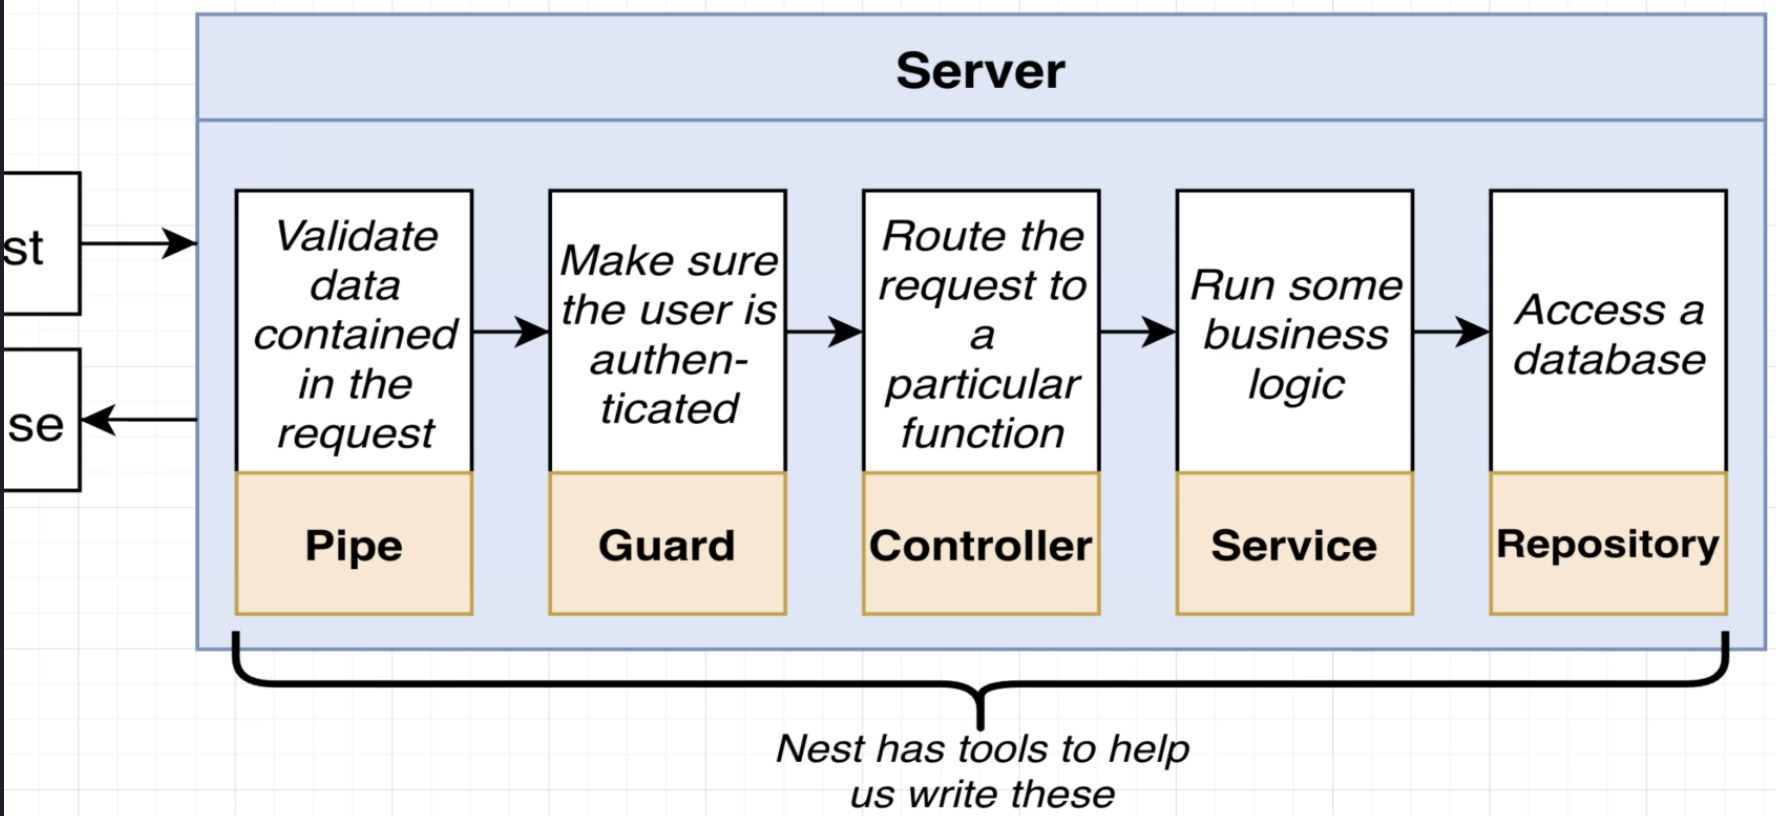 Server
st
se
Validate
data
contained
in the
request
Pipe
Make sure
the user is
authen-
ticated
Guard
Route the
request to
a
particular
function
Controller
Run some
business
logic
Service
Access a
database
Repository
Nest has tools to help
us write these